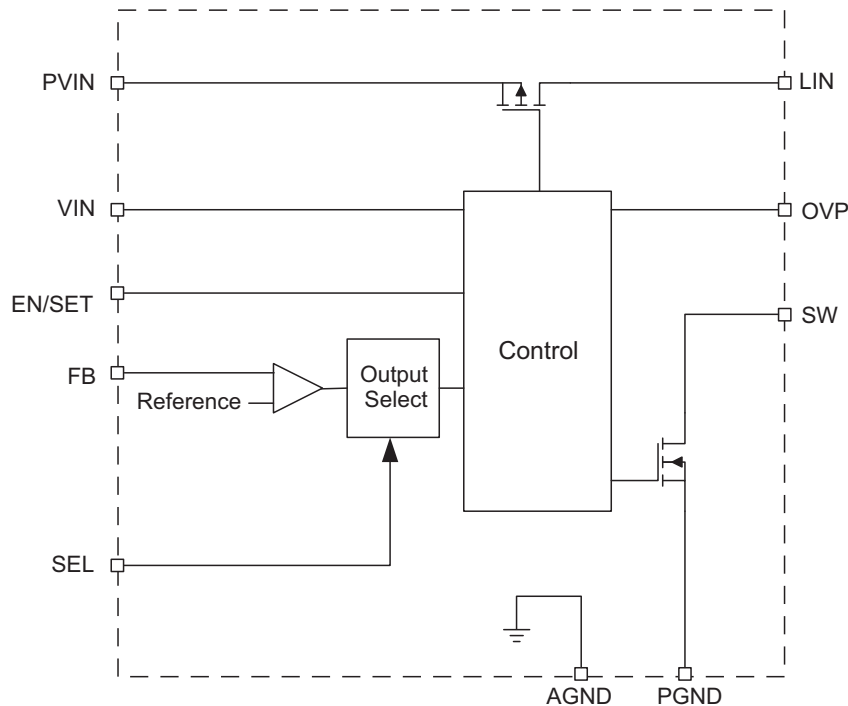 PVIN
LIN
VIN
OVP
EN/SET
SW
Control
FB
Output
Select
Reference
SEL
AGND
PGND